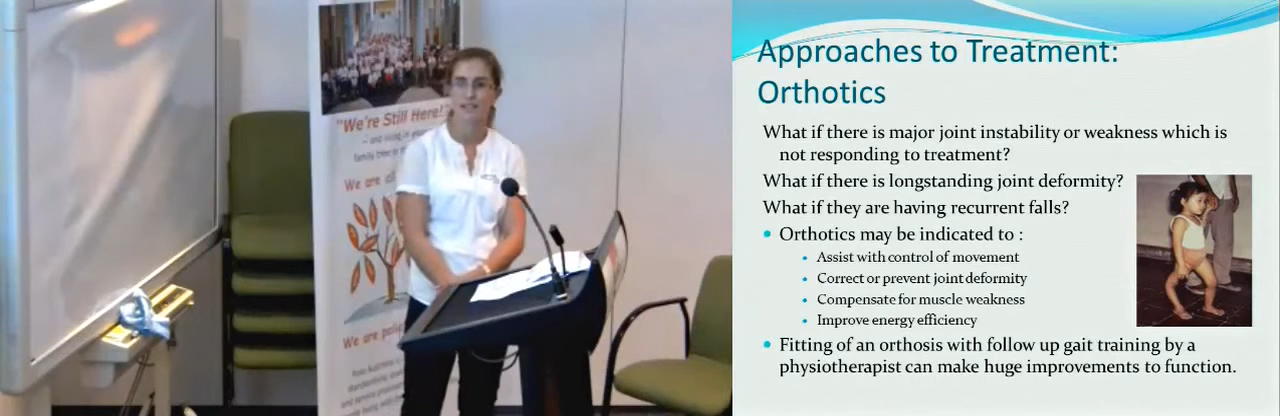 "We're Still Here!"
family tree
We are
We are polio
Approaches to Treatment:
Orthotics
What if there is major joint instability or weakness which is
not responding to treatment?
What if there is longstanding joint deformity?
What if they are having recurrent falls?
Orthotics may be indicated to :
Assist with control of movement
Correct or prevent joint deformity
Compensate for muscle weakness
Improve energy efficiency
Fitting of an orthosis with follow up gait training by a
physiotherapist can make huge improvements to function.